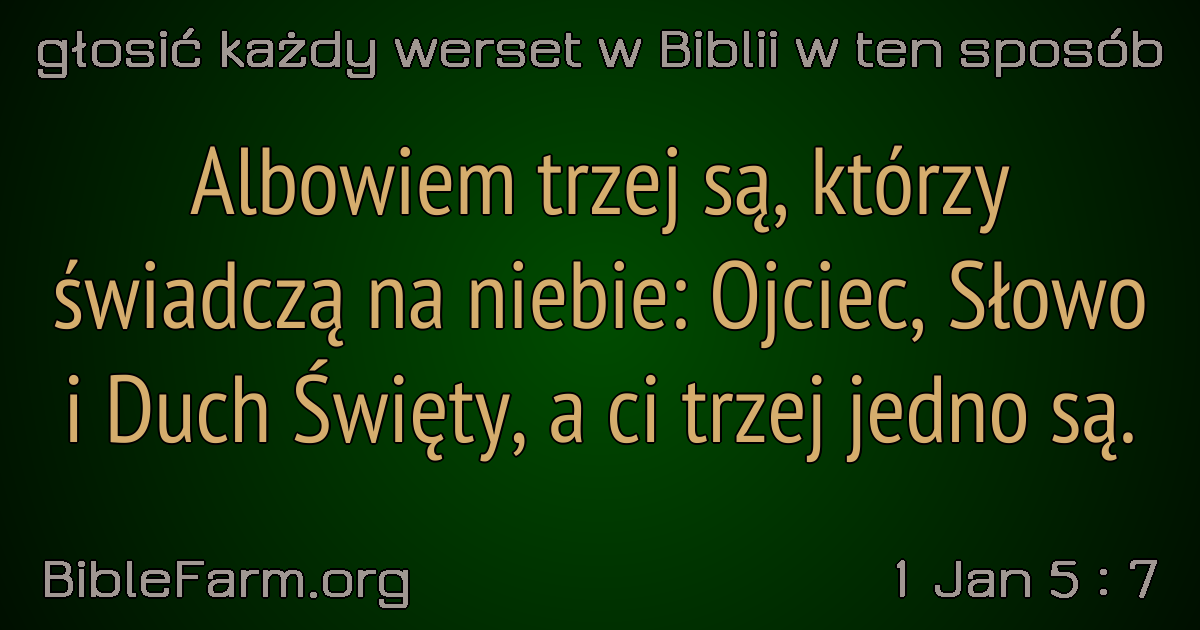 głosić każdy werset w Biblii w ten sposób
Albowiem trzej są, którzy
świadczą na niebie: Ojciec, Słowo
i Duch Święty, a ci trzej jedno są.
BibleFarm.org
1 Jan 5 : 7